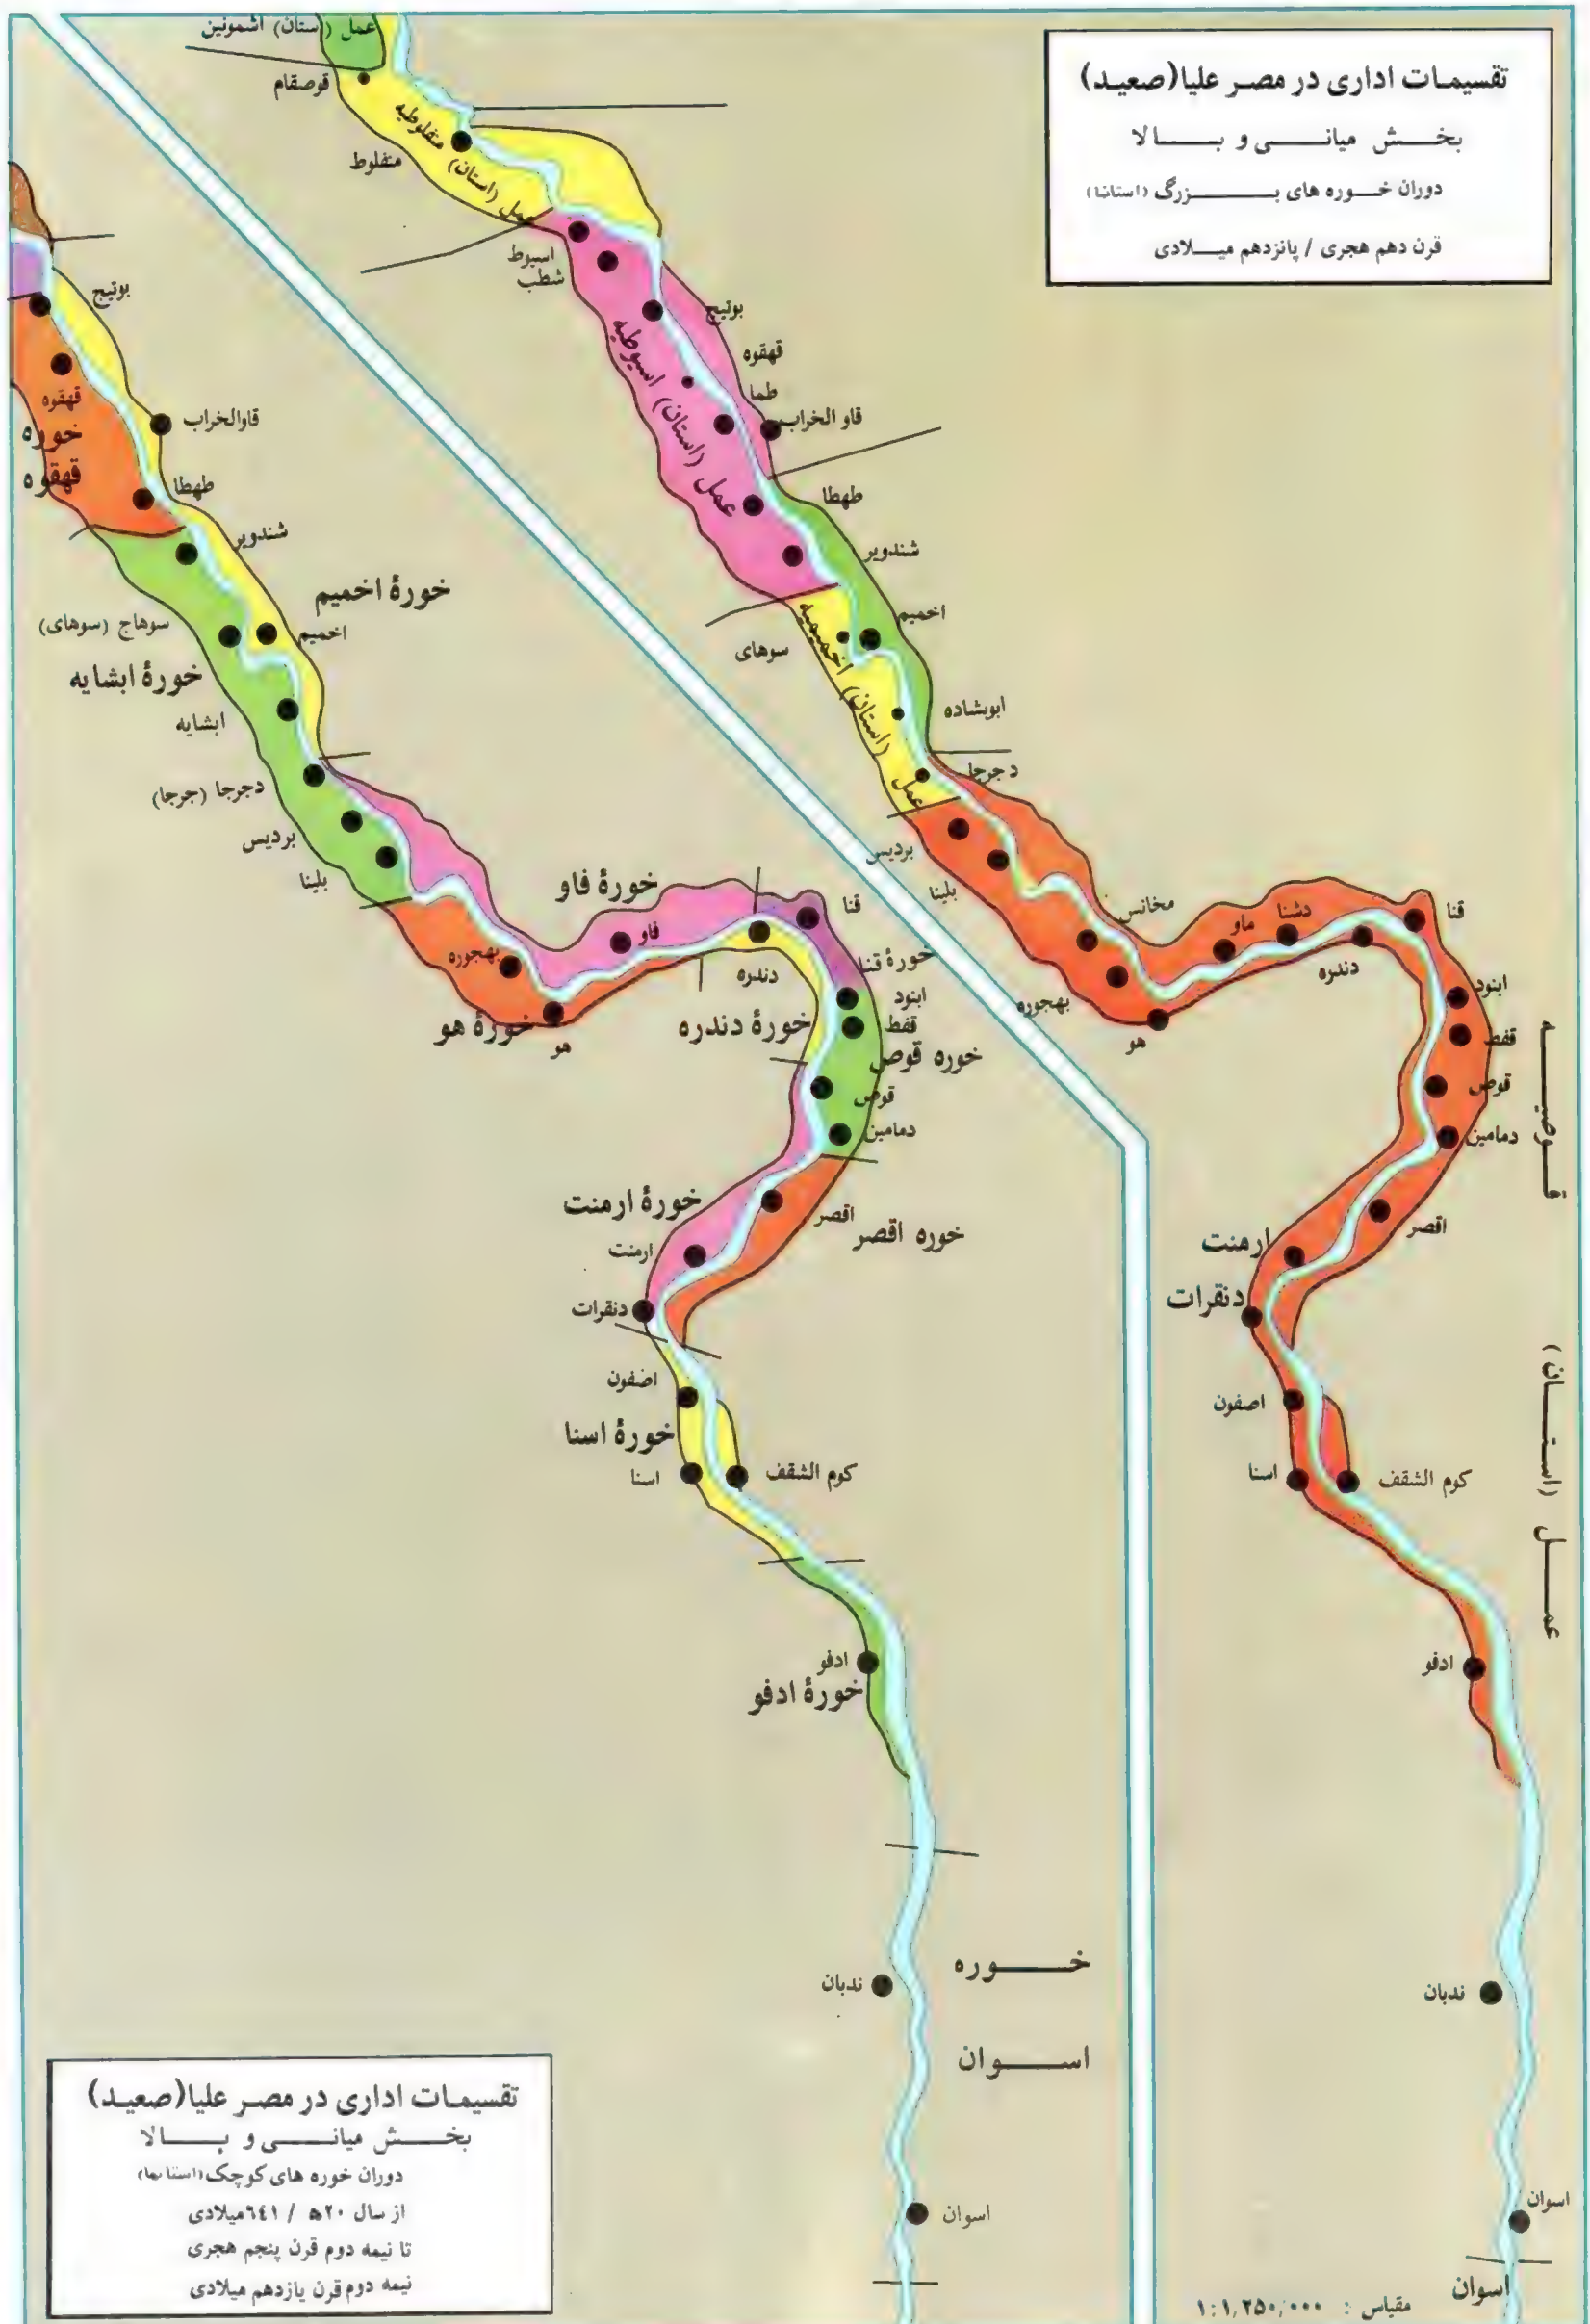 تقسیمات اداری در مصر علیا(صعید)
بخش میانی و بالا
دوران خوره های بزرگ (استانها)
قرن دهم هجری / پانزدهم میلادی
عمل (استان) اشمونین
قوصقام
عمل (استان) منفلوطیه
منفلوط
اسیوط
شطب
بوتیج
قهقوه
طما
قاو الخراب
عمل (استان) اسیوطیه
طهطا
شندویر
اخمیم
سوهای
عمل (استان) اخمیمیه
ابوبشاده
دجرجا
بردیس
بلینا
مخانس
بهجوره
هو
ماو
دشنا
دندره
قنا
ابنود
قفط
قوص
دمامین
اقصر
ارمنت
دنقرات
اصفون
اسنا
کوم الشقف
ادفو
عمل (استان) قوصیه
ندبان
اسوان
اسوان
مقیاس : ۱:۱,۲۵۰,۰۰۰
بوتیج
قهقوه
خوره
قهقوه
قاوالخراب
طهطا
شندویر
خورهٔ اخمیم
اخمیم
سوهاج (سوهای)
خورهٔ ابشایه
ابشایه
دجرجا (جرجا)
بردیس
بلینا
خورهٔ فاو
فاو
بهجوره
خورهٔ هو
هو
قنا
خورهٔ قنا
دندره
خورهٔ دندره
ابنود
قفط
خوره قوص
قوص
دمامین
خورهٔ ارمنت
ارمنت
اقصر
خوره اقصر
دنقرات
اضفون
خورهٔ اسنا
اسنا
کوم الشقف
ادفو
خورهٔ ادفو
خوره
اسوان
ندبان
اسوان
تقسیمات اداری در مصر علیا(صعید)
بخش میانی و بالا
دوران خوره های کوچک (استانها)
از سال ۲۰ه / ٦٤١میلادی
تا نیمه دوم قرن پنجم هجری
نیمه دوم قرن یازدهم میلادی